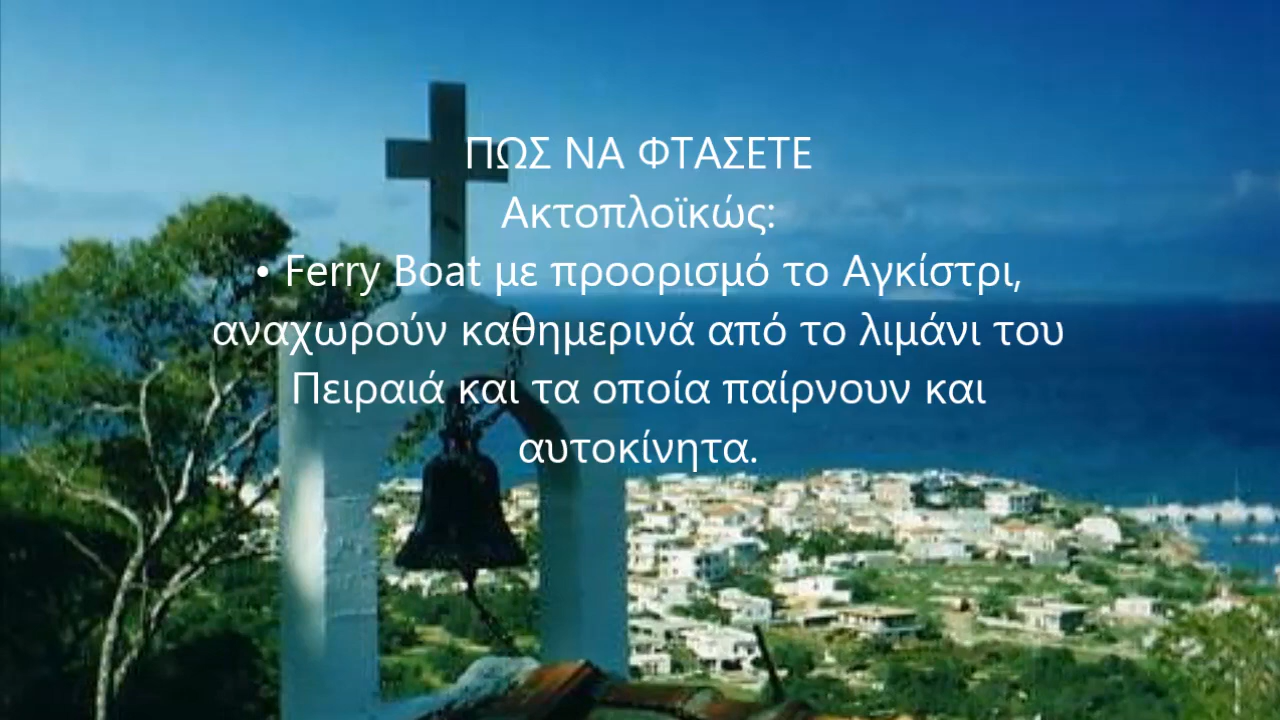 ΠΩΣ ΝΑ ΦΤΑΣΕΤΕ
Ακτοπλοϊκώς:
• Ferry Boat με προορισμό το Αγκίστρι,
αναχωρούν καθημερινά από το λιμάνι του
Πειραιά και τα οποία παίρνουν και
αυτοκίνητα.